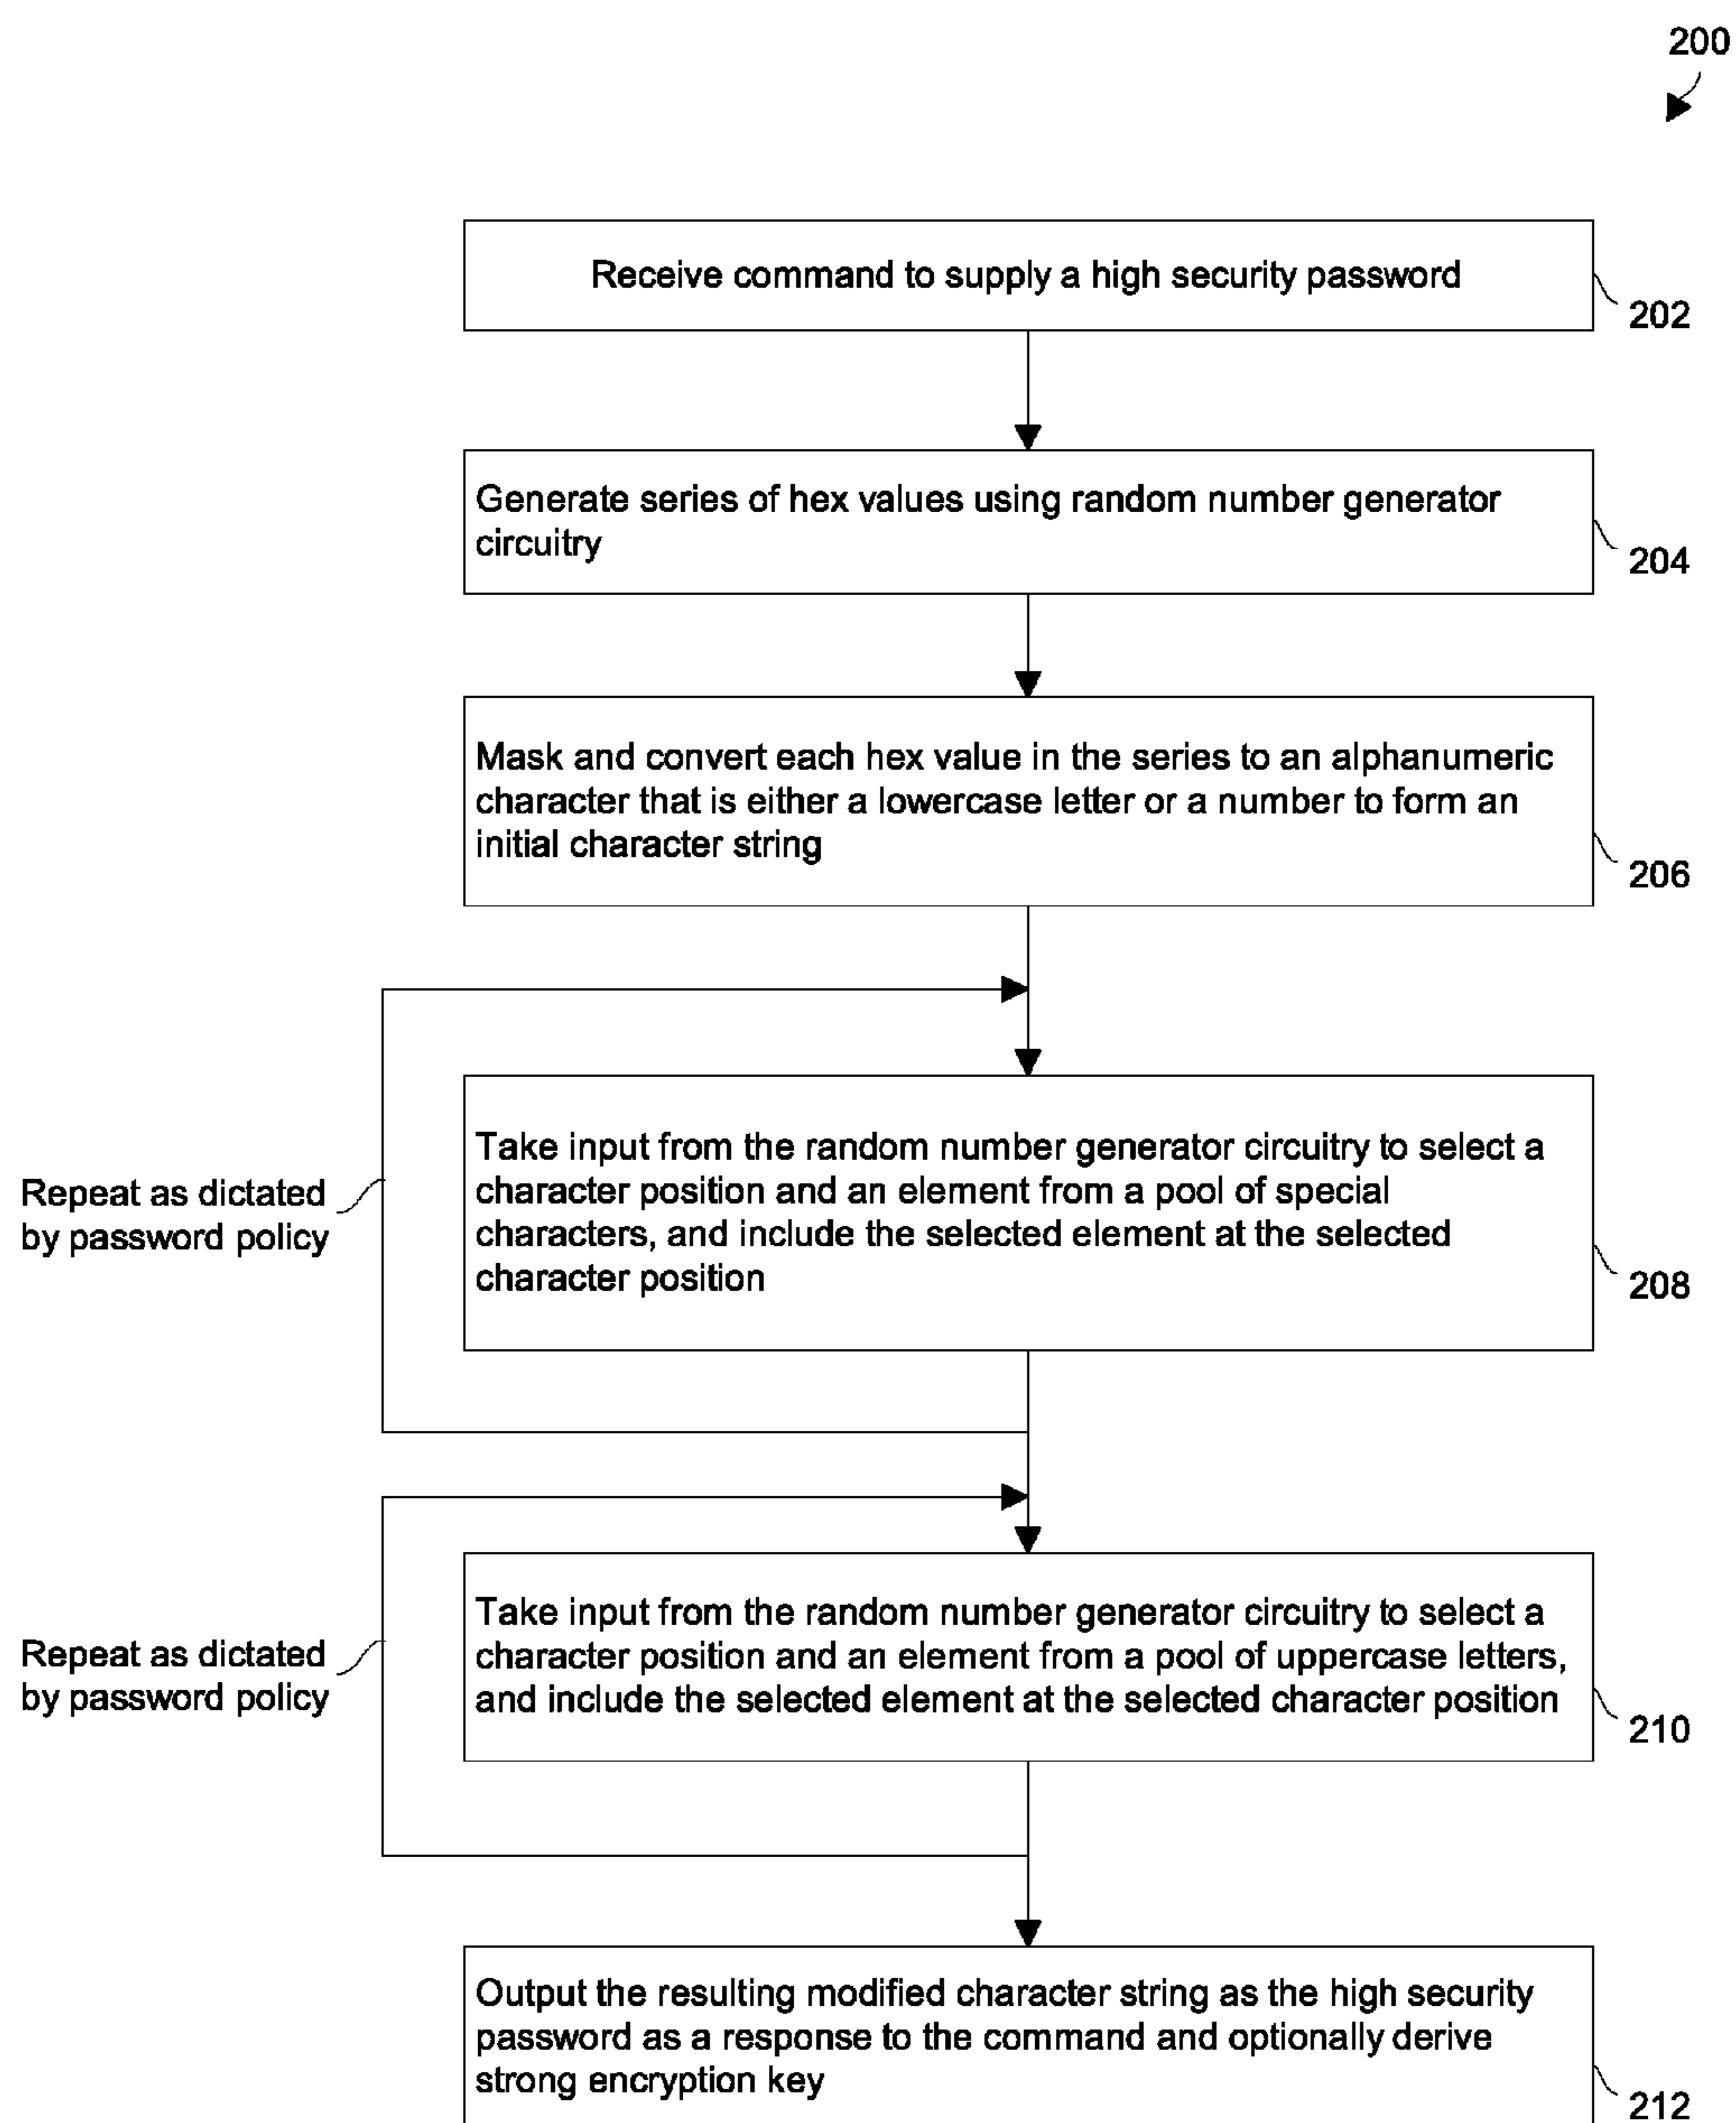 200
Receive command to supply a high security password
202
Generate series of hex values using random number generator
circuitry
204
Mask and convert each hex value in the series to an alphanumeric
character that is either a lowercase letter or a number to form an
initial character string
206
Take input from the random number generator circuitry to select a
character position and an element from a pool of special
characters, and include the selected element at the selected
character position
208
Repeat as dictated
by password policy
Take input from the random number generator circuitry to select a
character position and an element from a pool of uppercase letters,
and include the selected element at the selected character position
210
Repeat as dictated
by password policy
Output the resulting modified character string as the high security
password as a response to the command and optionally derive
strong encryption key
212